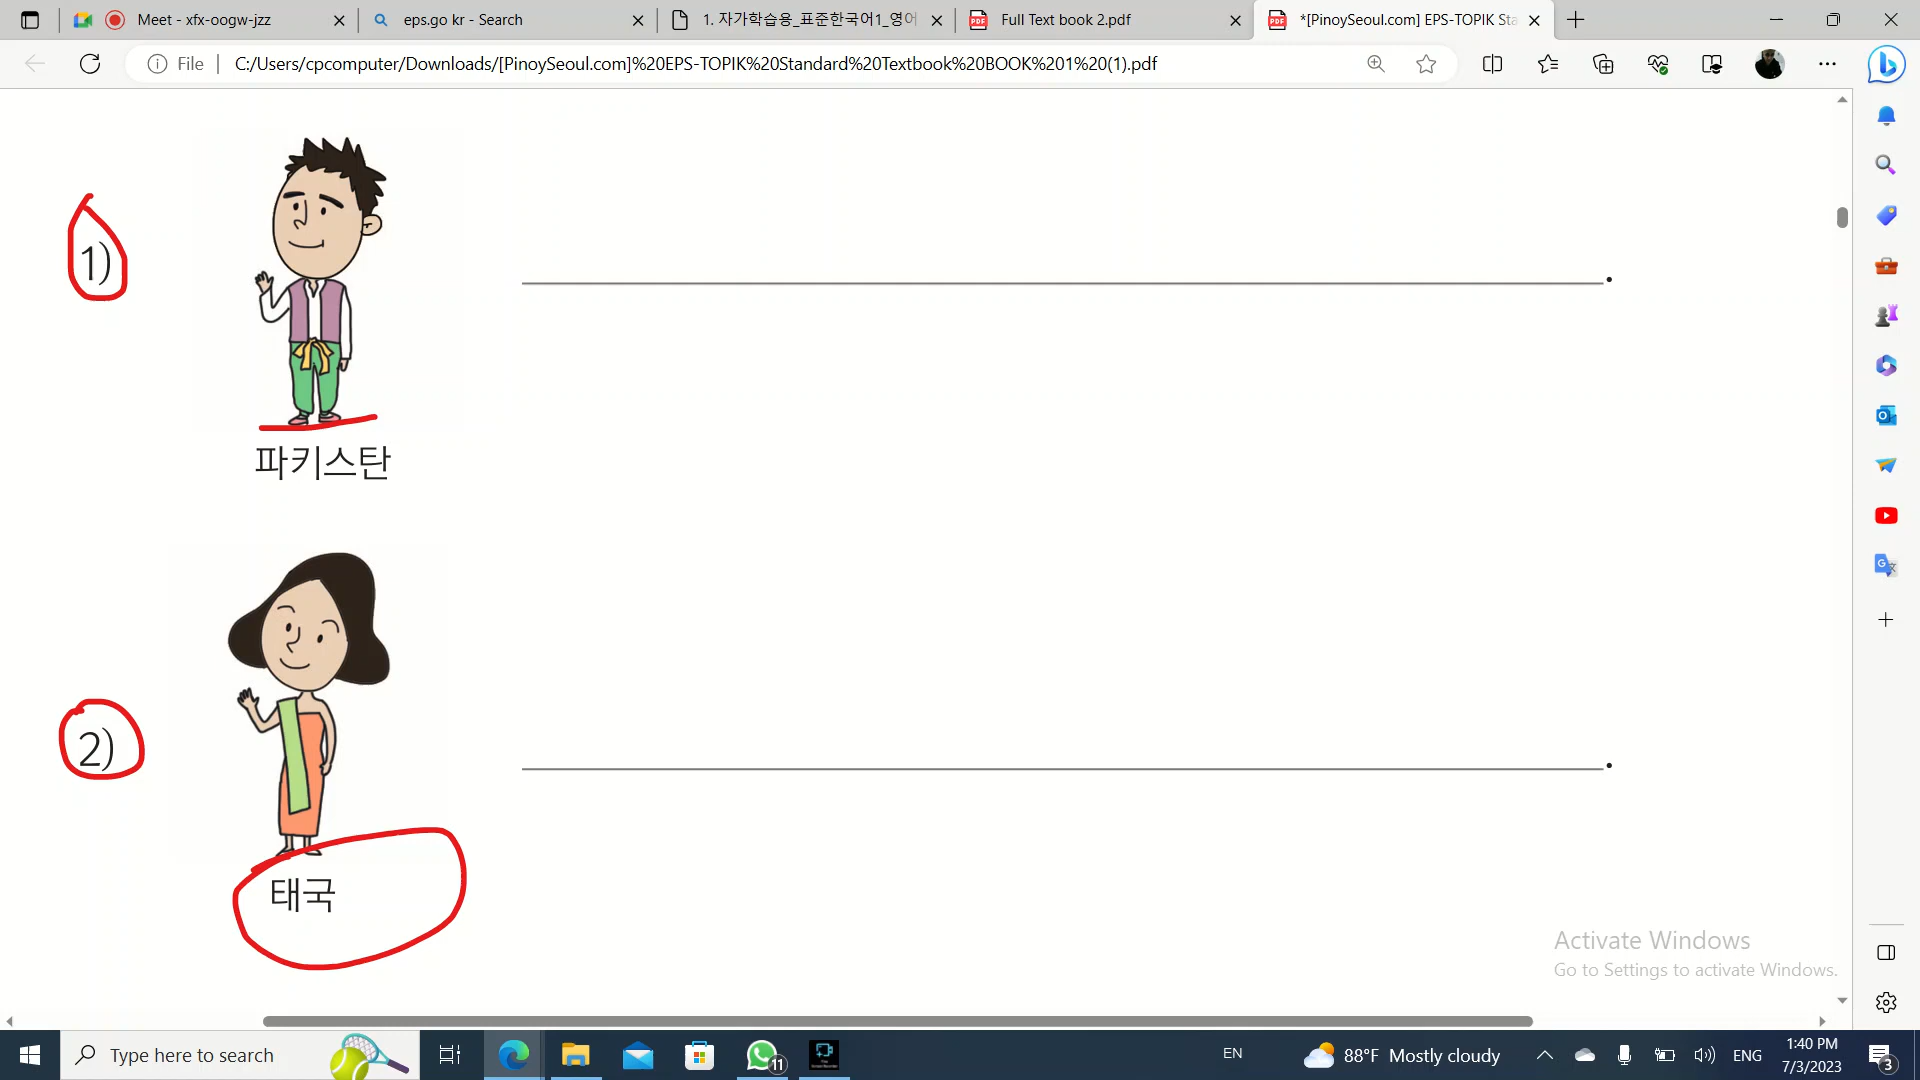 Meet - xfx-oogw-jzz
eps.go kr - Search
1. 자가학습용_표준한국어1_영어
Full Text book 2.pdf
*[PinoySeoul.com] EPS-TOPIK Sta
File
C:/Users/cpcomputer/Downloads/[PinoySeoul.com]%20EPS-TOPIK%20Standard%20Textbook%20BOOK%201%20(1).pdf
1)
파키스탄
2)
태국
Activate Windows
Go to Settings to activate Windows.
Type here to search
11
EN
88°F Mostly cloudy
ENG
1:40 PM
7/3/2023
3